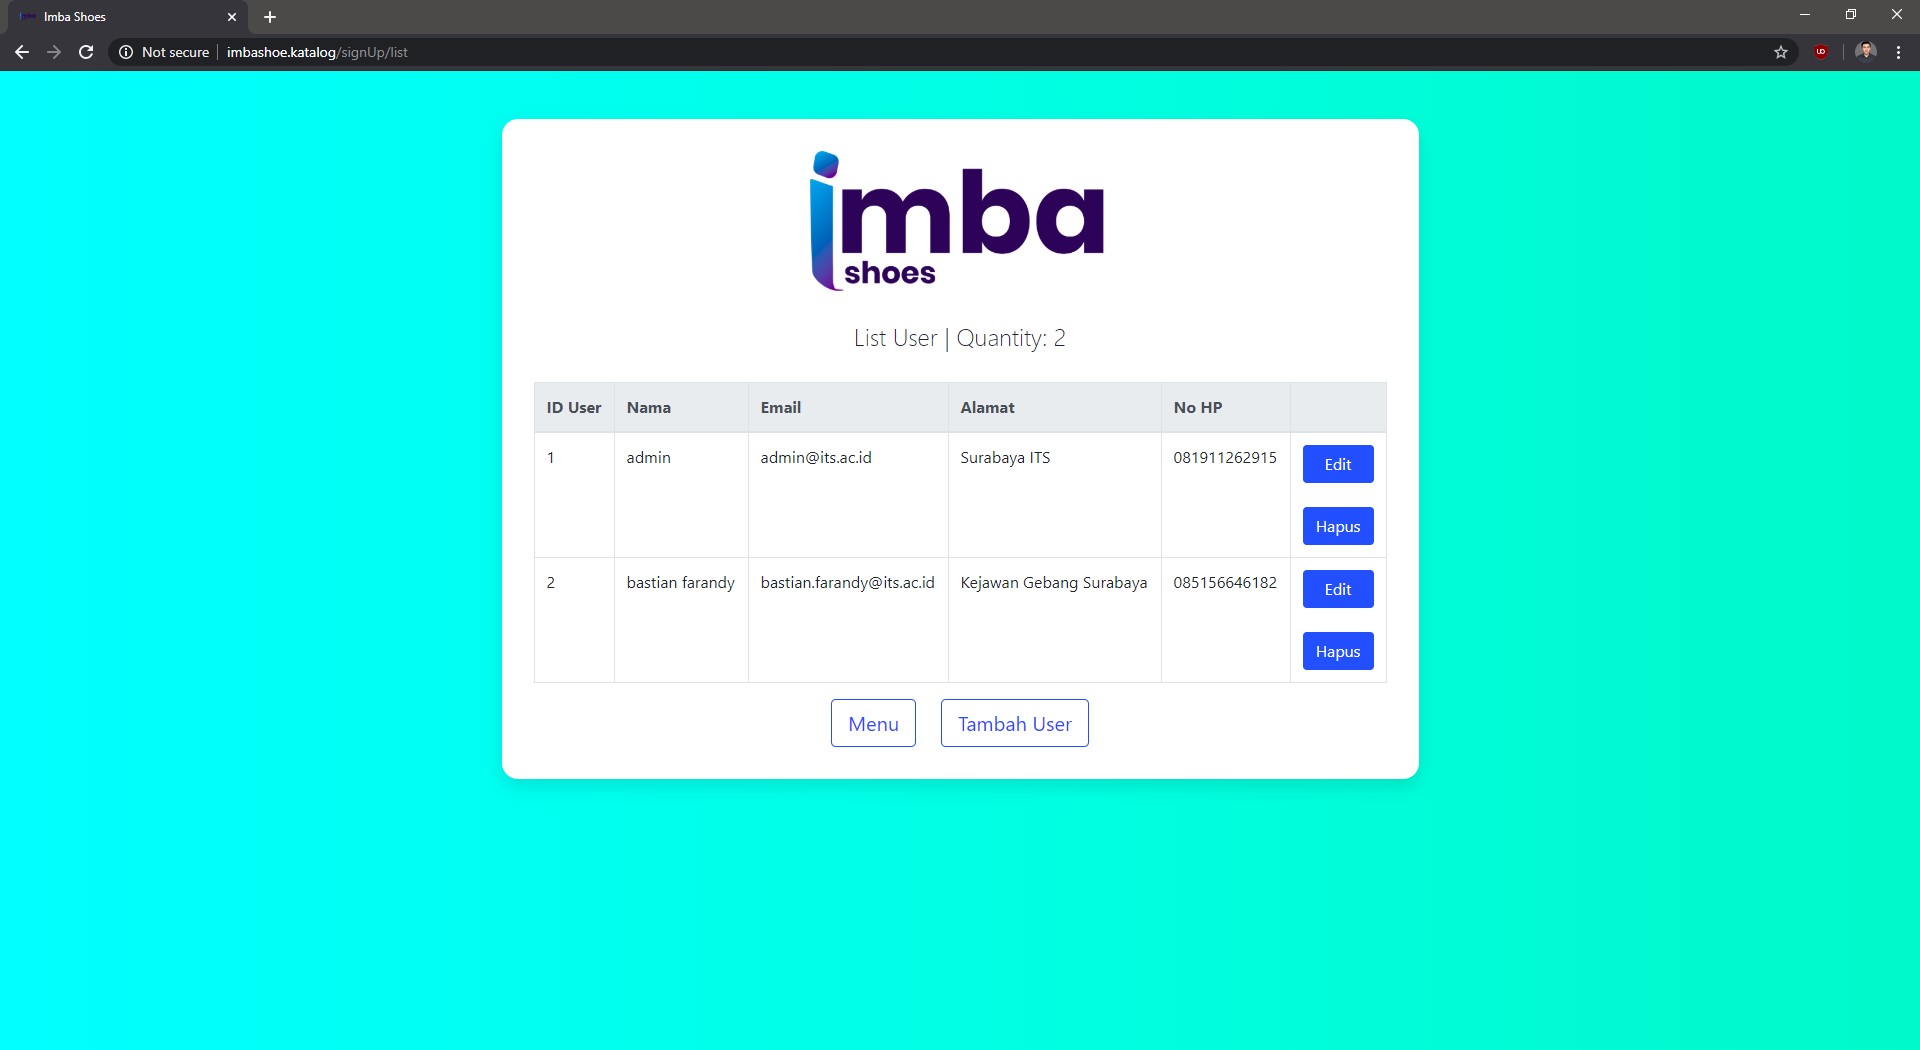 Imba Shoes
Not secure
imbashoe.katalog/signUp/list
imba
shoes
List User | Quantity: 2
ID User Nama Email Alamat No HP
1 admin admin@its.ac.id Surabaya ITS 081911262915 Edit
Hapus
2 bastian farandy bastian.farandy@its.ac.id Kejawan Gebang Surabaya 085156646182 Edit
Hapus
Menu Tambah User